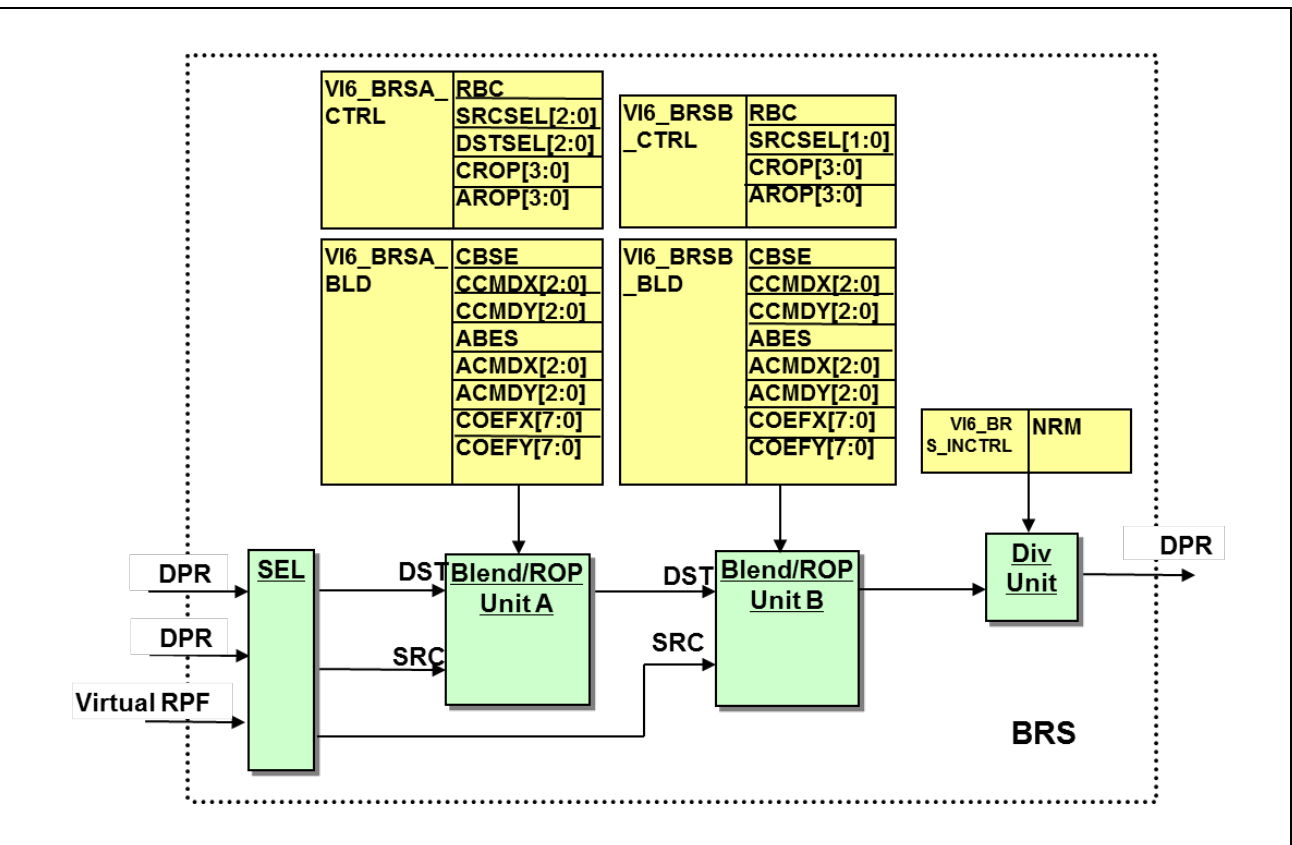 VI6_BRSA_
CTRL
RBC
SRCSEL[2:0]
DSTSEL[2:0]
CROP[3:0]
AROP[3:0]
VI6_BRSB
_CTRL
RBC
SRCSEL[1:0]
CROP[3:0]
AROP[3:0]
VI6_BRSA_
BLD
CBSE
CCMDX[2:0]
CCMDY[2:0]
ABES
ACMDX[2:0]
ACMDY[2:0]
COEFX[7:0]
COEFY[7:0]
VI6_BRSB
_BLD
CBSE
CCMDX[2:0]
CCMDY[2:0]
ABES
ACMDX[2:0]
ACMDY[2:0]
COEFX[7:0]
COEFY[7:0]
VI6_BR
S_INCTRL
NRM
DPR
DPR
Virtual RPF
SEL
DST
SRC
Blend/ROP
Unit A
DST
SRC
Blend/ROP
Unit B
Div
Unit
DPR
BRS